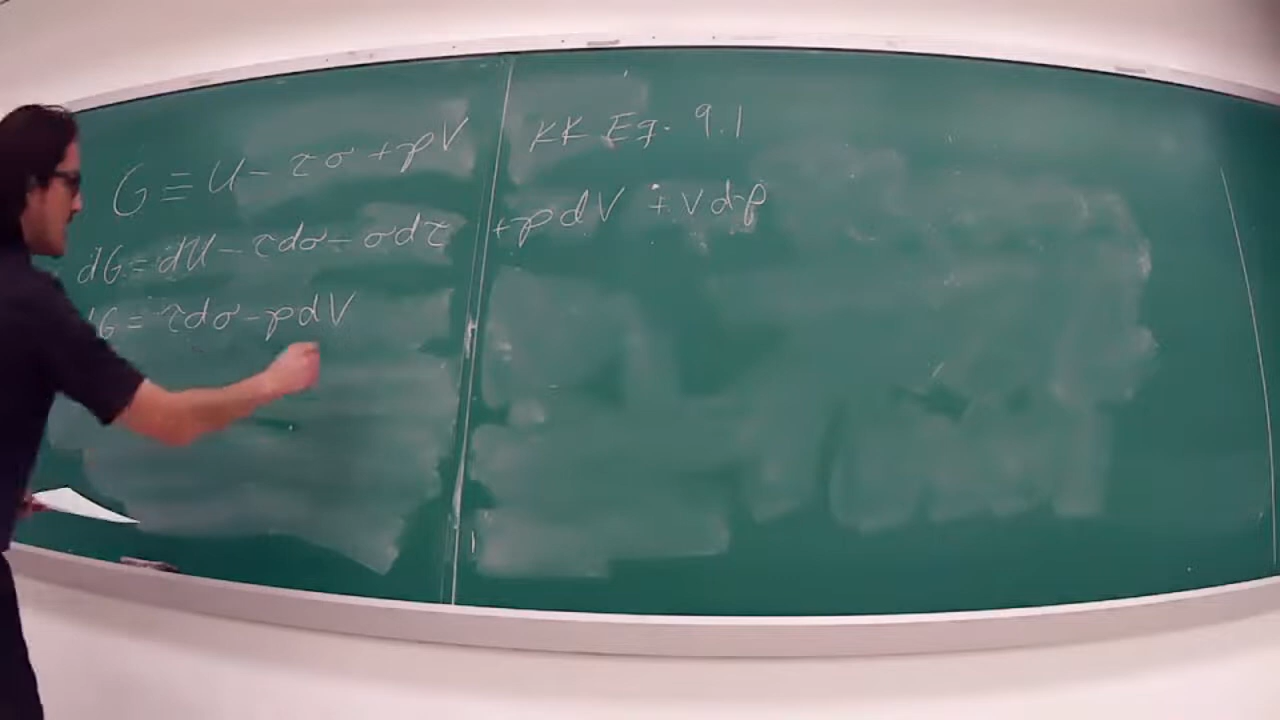 G ≡ U - τσ + pV KK Eq. 9.1
dG = dU - τdσ - σdτ + pdV + Vdp
dG = τdσ - pdV